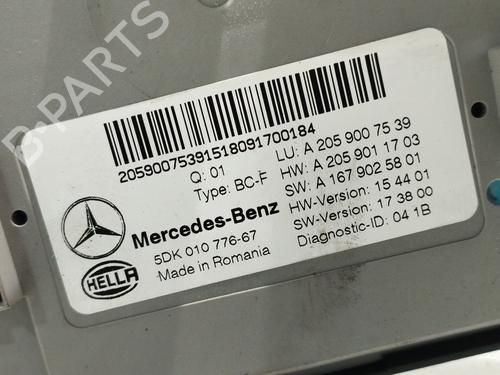 B-PARTS
20590075391518091700184
Q: 01
Type: BC-F
LU: A 205 900 75 39
HW: A 205 901 17 03
SW: A 167 902 58 01
HW-Version: 15 44 01
SW-Version: 17 38 00
Diagnostic-ID: 04 1B
Mercedes-Benz
5DK 010 776-67
Made in Romania
HELLA